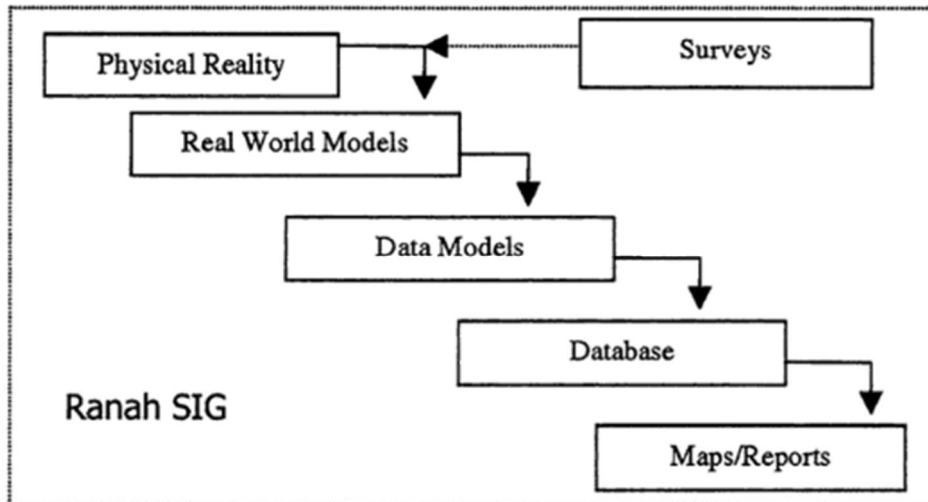 Physical Reality
Surveys
Real World Models
Data Models
Database
Ranah SIG
Maps/Reports